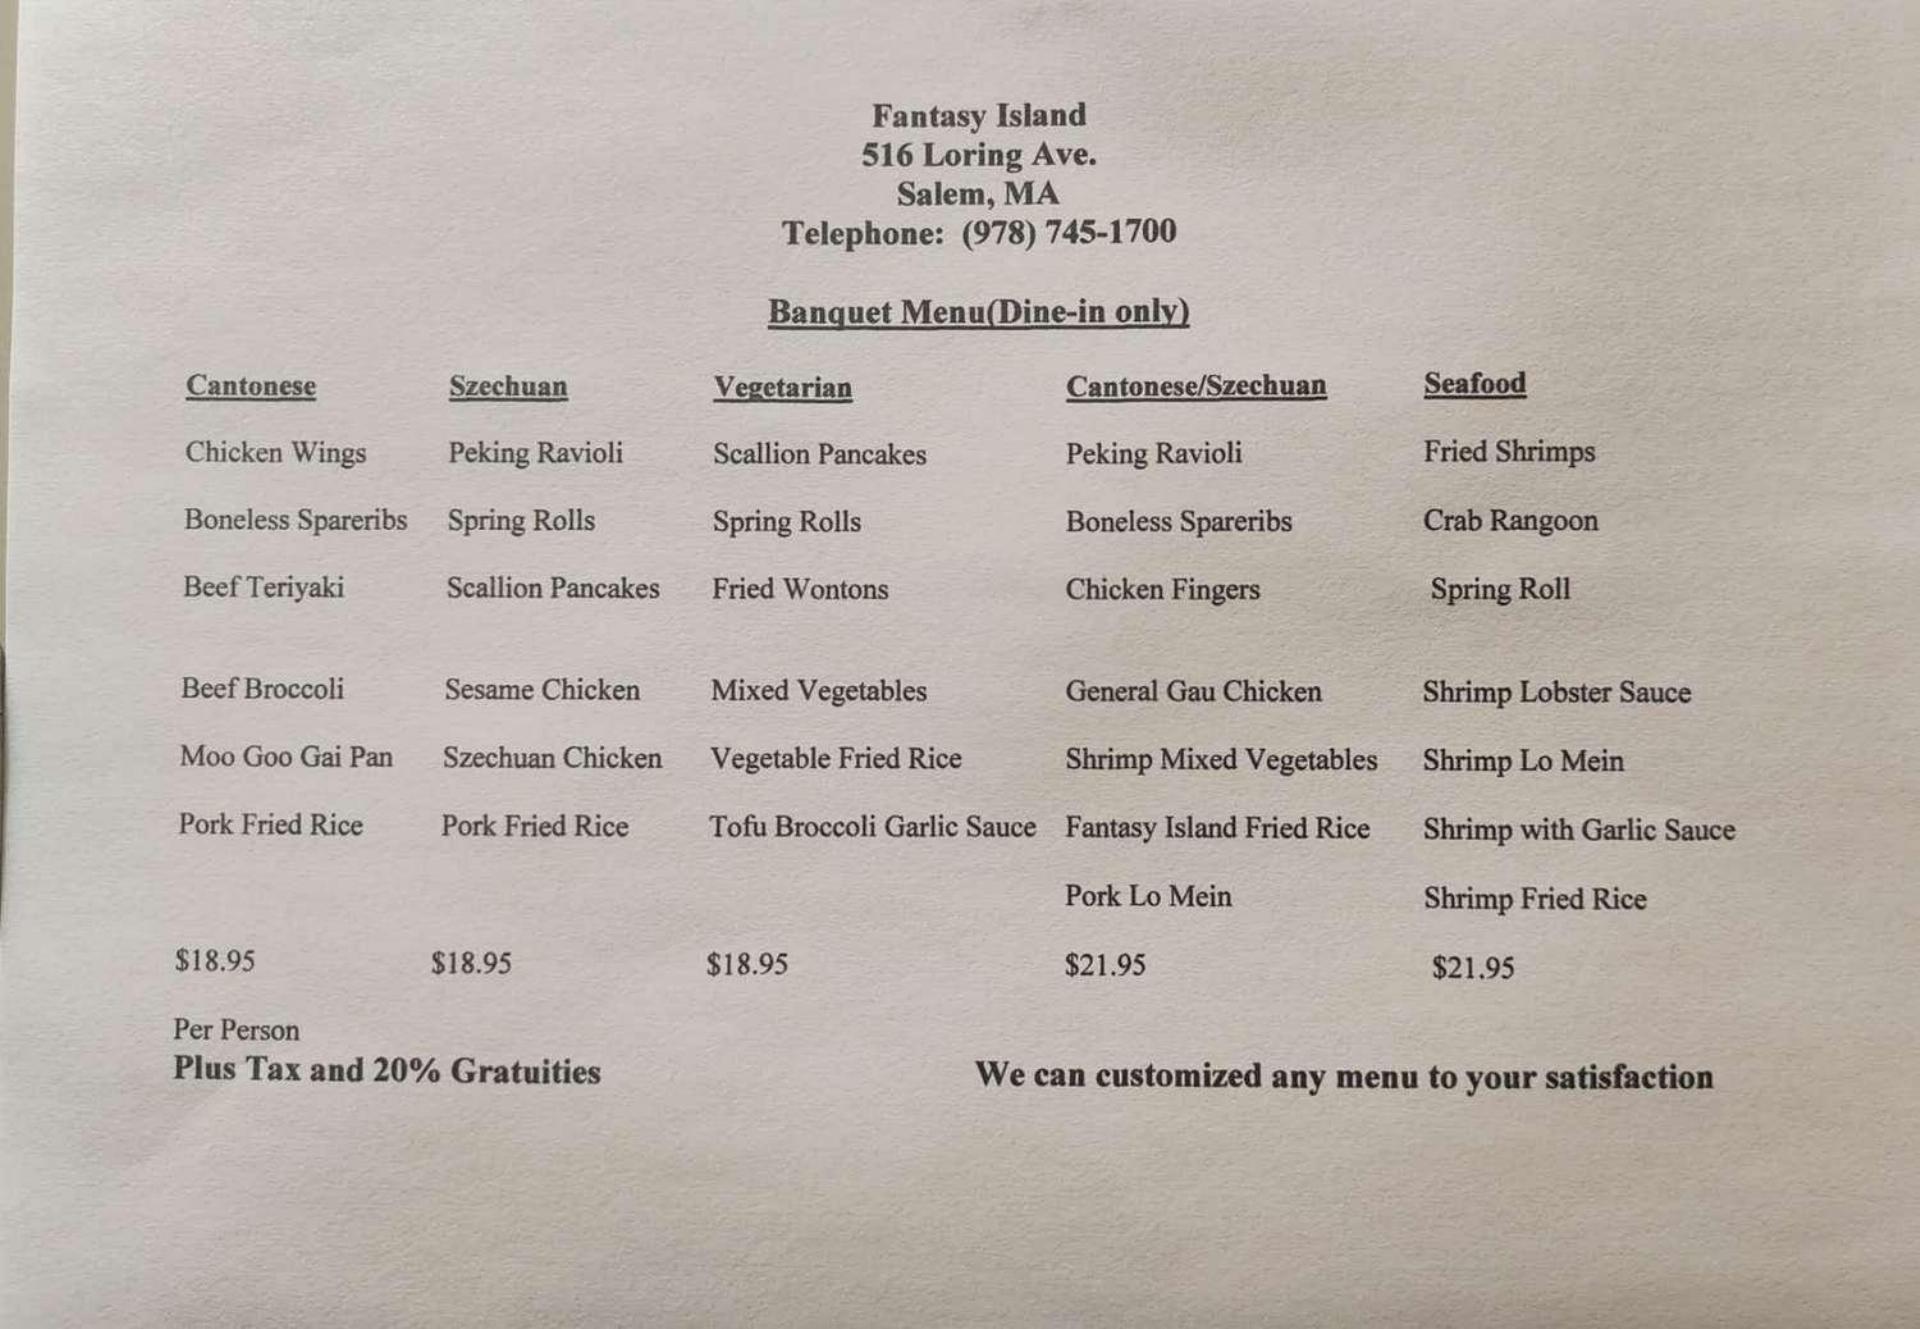 Fantasy Island
516 Loring Ave.
Salem, MA
Telephone: (978) 745-1700
Banquet Menu(Dine-in only)
Cantonese Szechuan Vegetarian Cantonese/Szechuan Seafood
Chicken Wings Peking Ravioli Scallion Pancakes Peking Ravioli Fried Shrimps
Boneless Spareribs Spring Rolls Spring Rolls Boneless Spareribs Crab Rangoon
Beef Teriyaki Scallion Pancakes Fried Wontons Chicken Fingers Spring Roll
Beef Broccoli Sesame Chicken Mixed Vegetables General Gau Chicken Shrimp Lobster Sauce
Moo Goo Gai Pan Szechuan Chicken Vegetable Fried Rice Shrimp Mixed Vegetables Shrimp Lo Mein
Pork Fried Rice Pork Fried Rice Tofu Broccoli Garlic Sauce Fantasy Island Fried Rice Shrimp with Garlic Sauce
Pork Lo Mein Shrimp Fried Rice
$18.95 $18.95 $18.95 $21.95 $21.95
Per Person
Plus Tax and 20% Gratuities We can customized any menu to your satisfaction